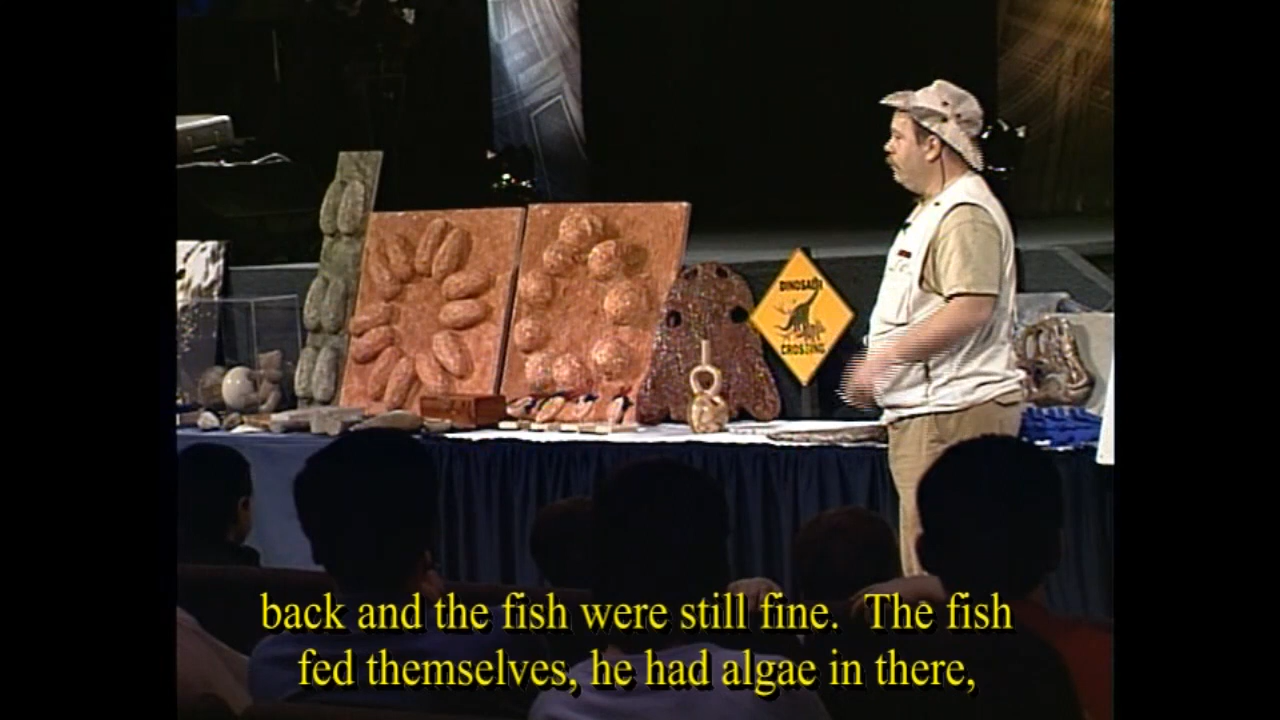 DINOSAUR
CROSSING
back and the fish were still fine.  The fish
fed themselves, he had algae in there,